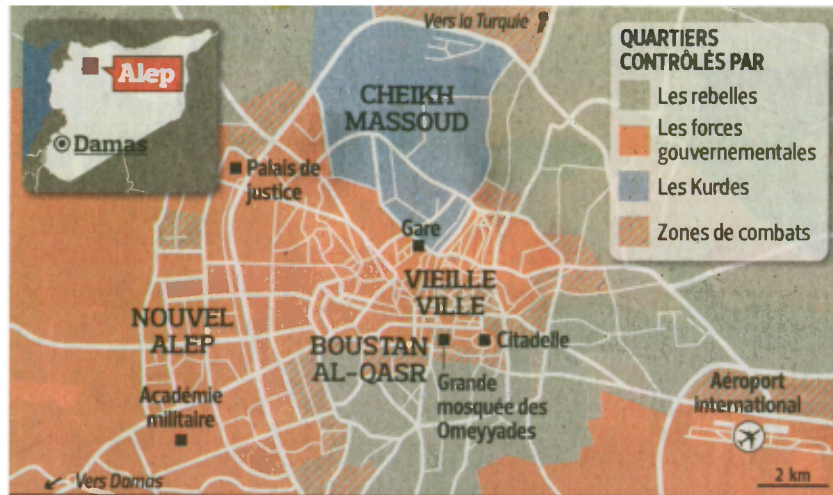 Vers la Turquie
Alep
Damas
QUARTIERS
CONTRÔLÉS PAR
Les rebelles
Les forces
gouvernementales
Les Kurdes
Zones de combats
CHEIKH
MASSOUD
Palais de
justice
Gare
VIEILLE
VILLE
NOUVEL
ALEP
BOUSTAN
AL-QASR
Citadelle
Grande
mosquée des
Omeyyades
Académie
militaire
Aéroport
international
Vers Damas
2 km